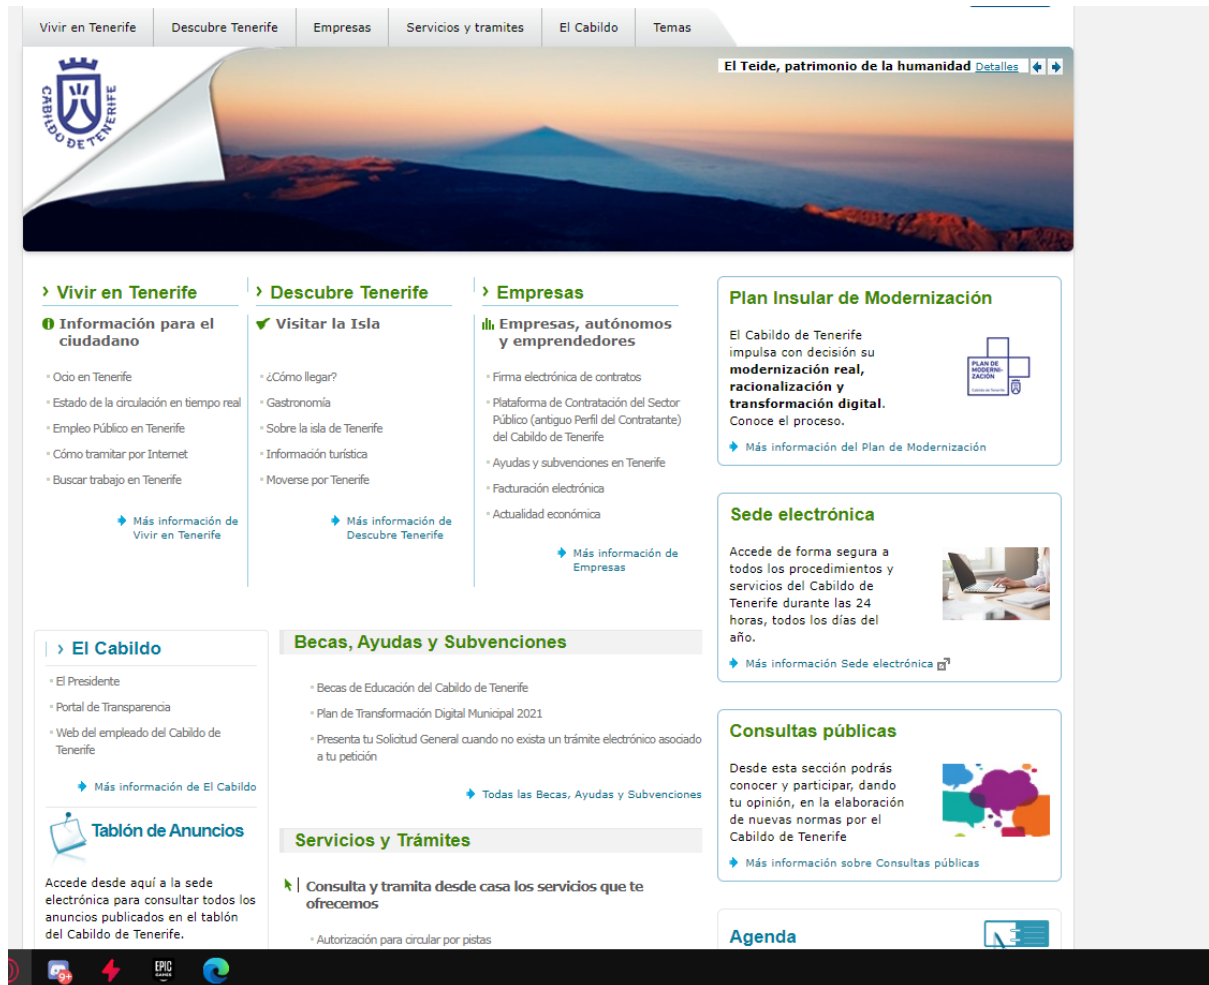 Vivir en Tenerife
Descubre Tenerife
Empresas
Servicios y tramites
El Cabildo
Temas
CABILDO DE TENERIFE
El Teide, patrimonio de la humanidad Detalles
Vivir en Tenerife
Información para el
ciudadano
Ocio en Tenerife
Estado de la circulación en tiempo real
Empleo Público en Tenerife
Cómo tramitar por Internet
Buscar trabajo en Tenerife
Más información de
Vivir en Tenerife
Descubre Tenerife
Visitar la Isla
¿Cómo llegar?
Gastronomía
Sobre la isla de Tenerife
Información turística
Moverse por Tenerife
Más información de
Descubre Tenerife
Empresas
Empresas, autónomos
y emprendedores
Firma electrónica de contratos
Plataforma de Contratación del Sector
Público (antiguo Perfil del Contratante)
del Cabildo de Tenerife
Ayudas y subvenciones en Tenerife
Facturación electrónica
Actualidad económica
Más información de
Empresas
Plan Insular de Modernización
El Cabildo de Tenerife
impulsa con decisión su
modernización real,
racionalización y
transformación digital.
Conoce el proceso.
PLAN DE
MODERNI-
ZACIÓN
Cabildo de Tenerife
Más información del Plan de Modernización
Sede electrónica
Accede de forma segura a
todos los procedimientos y
servicios del Cabildo de
Tenerife durante las 24
horas, todos los días del
año.
Más información Sede electrónica
Consultas públicas
Desde esta sección podrás
conocer y participar, dando
tu opinión, en la elaboración
de nuevas normas por el
Cabildo de Tenerife
Más información sobre Consultas públicas
Agenda
El Cabildo
El Presidente
Portal de Transparencia
Web del empleado del Cabildo de
Tenerife
Más información de El Cabildo
Tablón de Anuncios
Accede desde aquí a la sede
electrónica para consultar todos los
anuncios publicados en el tablón
del Cabildo de Tenerife.
Becas, Ayudas y Subvenciones
Becas de Educación del Cabildo de Tenerife
Plan de Transformación Digital Municipal 2021
Presenta tu Solicitud General cuando no exista un trámite electrónico asociado
a tu petición
Todas las Becas, Ayudas y Subvenciones
Servicios y Trámites
Consulta y tramita desde casa los servicios que te
ofrecemos
Autorización para circular por pistas
9+
EPIC
GAMES